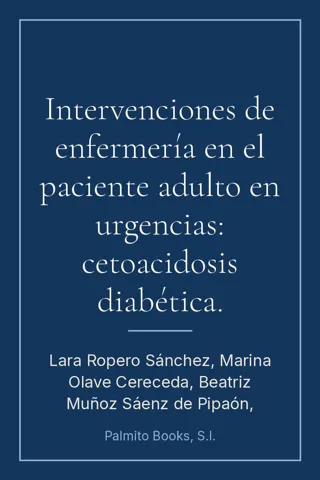 Intervenciones de
enfermería en el
paciente adulto en
urgencias:
cetoacidosis
diabética.
Lara Ropero Sánchez, Marina
Olave Cereceda, Beatriz
Muñoz Sáenz de Pipaón,
Palmito Books, S.l.